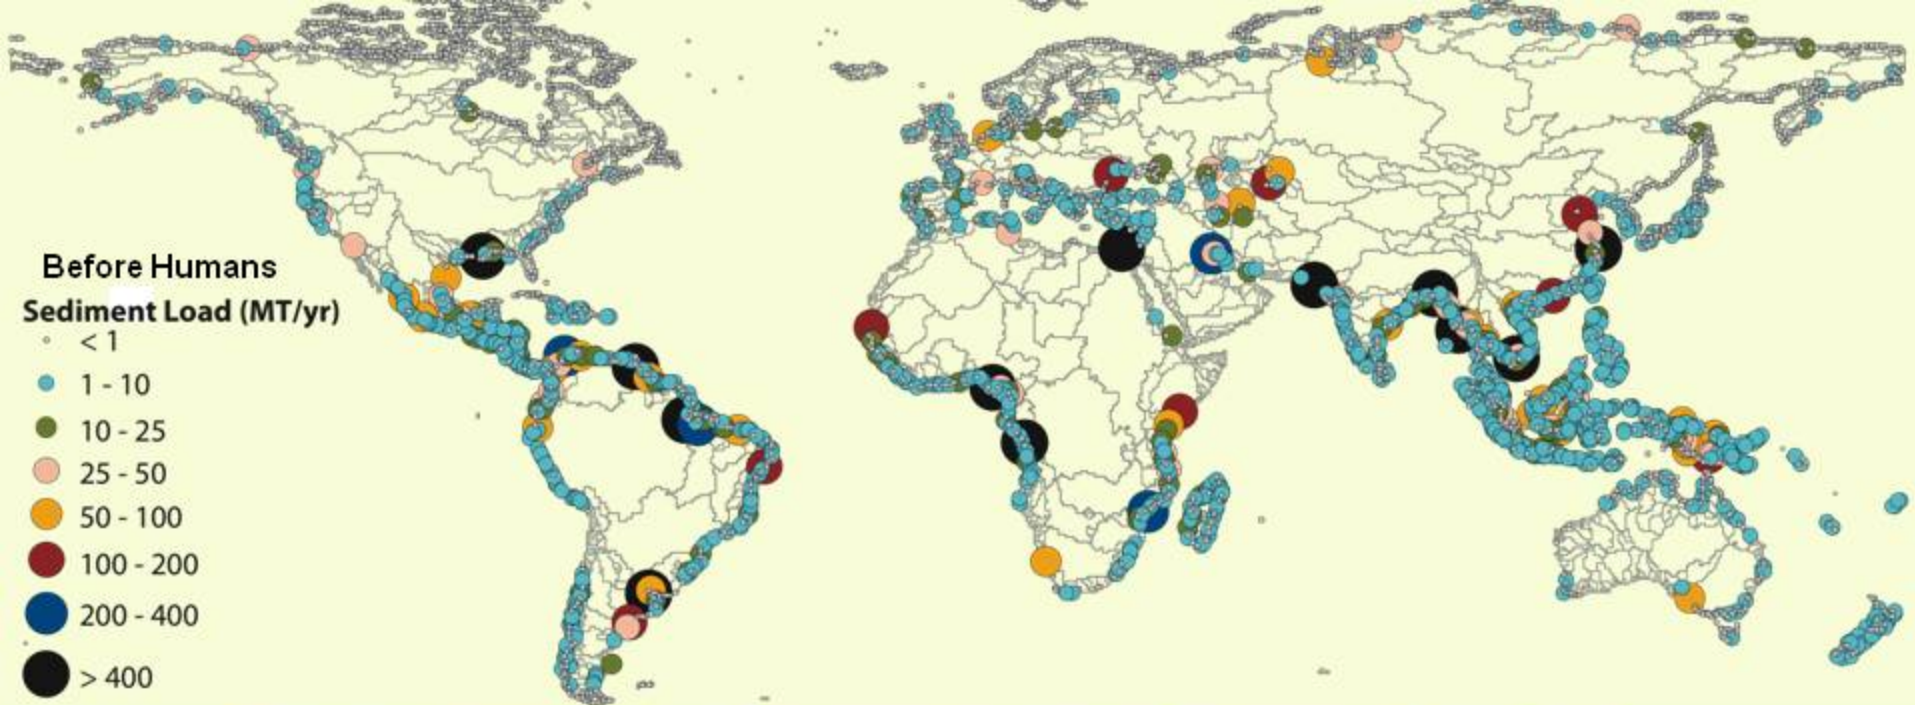 Before Humans
Sediment Load (MT/yr)
< 1
1 - 10
10 - 25
25 - 50
50 - 100
100 - 200
200 - 400
> 400